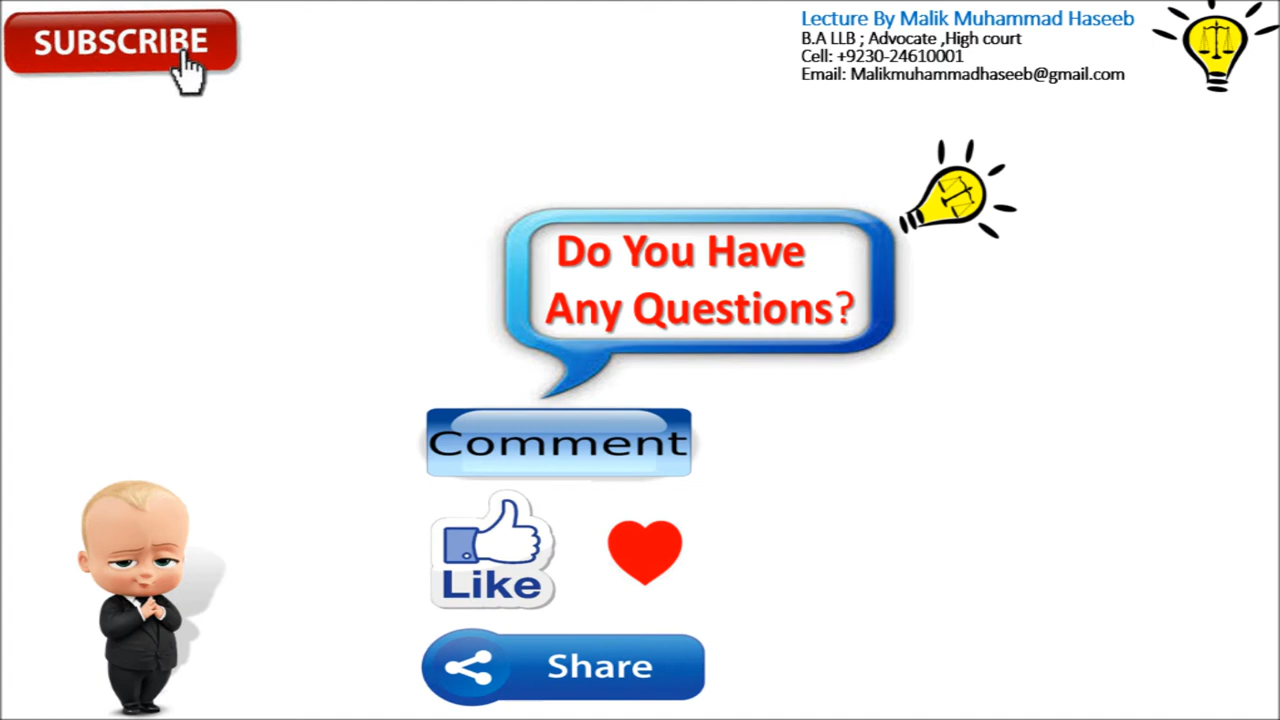 SUBSCRIBE
Lecture By Malik Muhammad Haseeb
B.A LLB ; Advocate ,High court
Cell: +9230-24610001
Email: Malikmuhammadhaseeb@gmail.com
Do You Have
Any Questions?
Comment
Like
Share